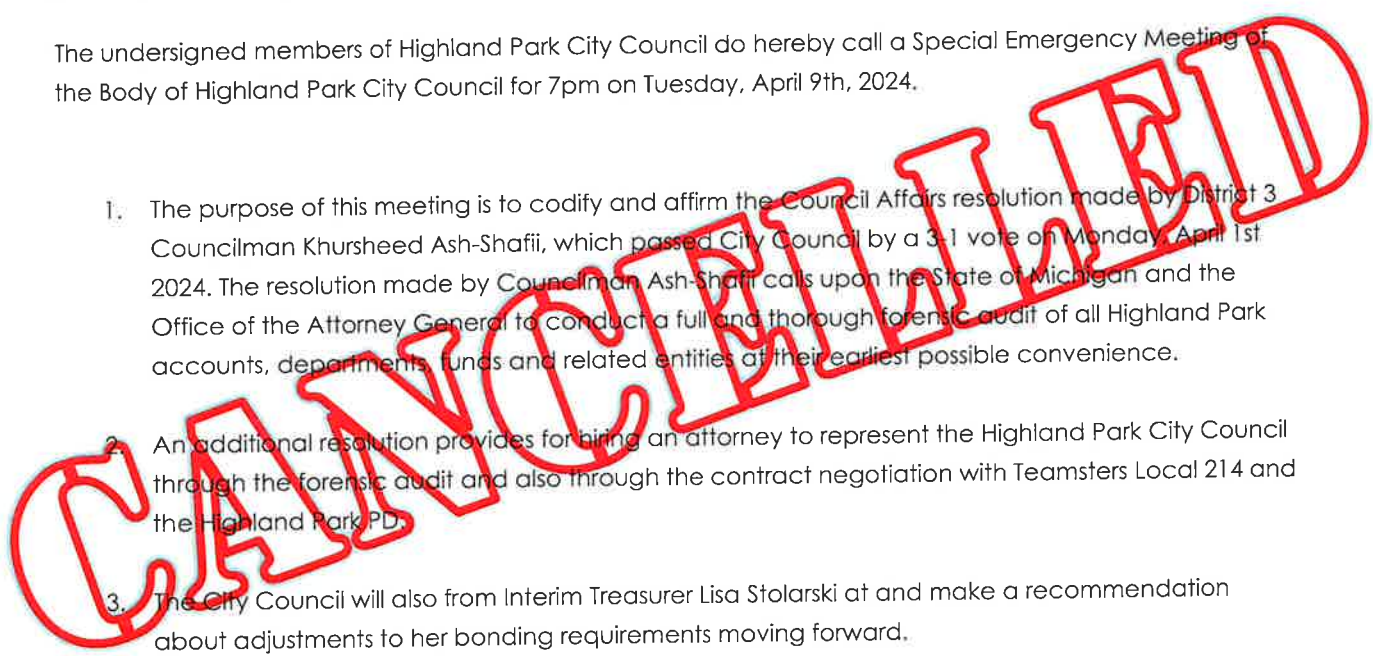 The undersigned members of Highland Park City Council do hereby call a Special Emergency Meeting of
the Body of Highland Park City Council for 7pm on Tuesday, April 9th, 2024.
1. The purpose of this meeting is to codify and affirm the Council Affairs resolution made by District 3
Councilman Khursheed Ash-Shafii, which passed City Council by a 3-1 vote on Monday, April 1st
2024. The resolution made by Councilman Ash-Shafii calls upon the State of Michigan and the
Office of the Attorney General to conduct a full and thorough forensic audit of all Highland Park
accounts, departments, funds and related entities at their earliest possible convenience.
2. An additional resolution provides for hiring an attorney to represent the Highland Park City Council
through the forensic audit and also through the contract negotiation with Teamsters Local 214 and
the Highland Park PD.
3. The City Council will also from Interim Treasurer Lisa Stolarski at and make a recommendation
about adjustments to her bonding requirements moving forward.
CANCELLED